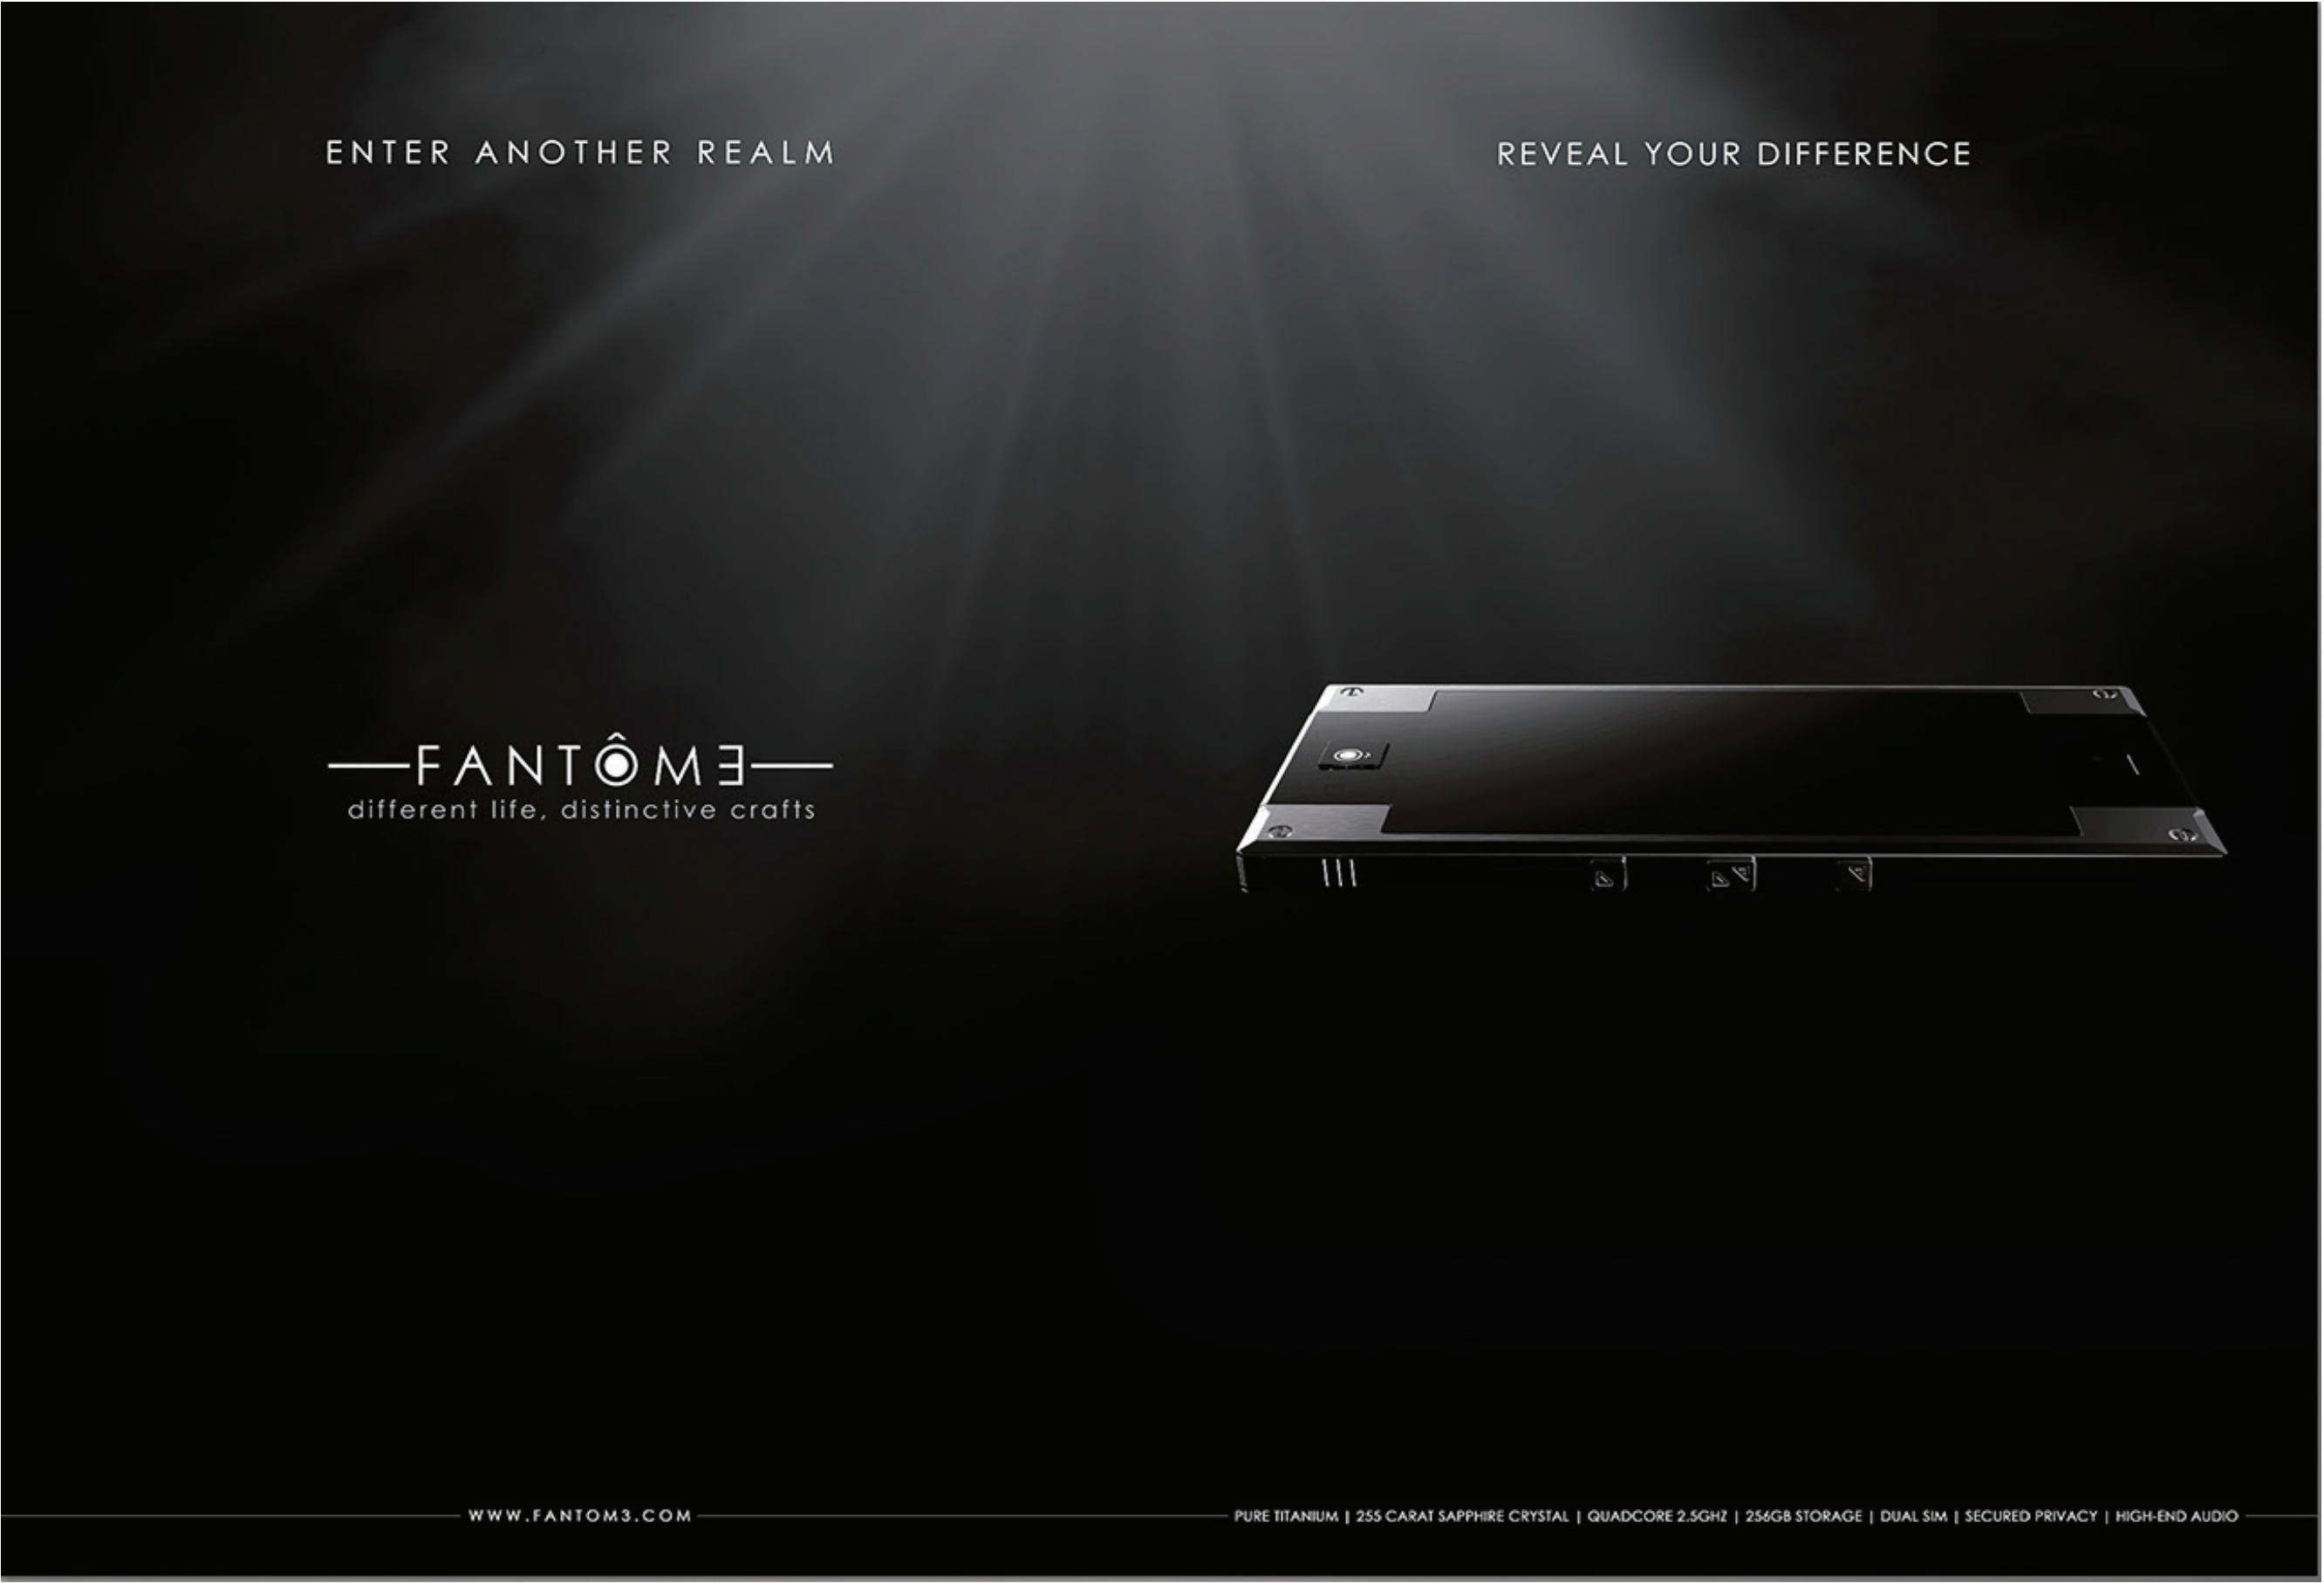 ENTER ANOTHER REALM
REVEAL YOUR DIFFERENCE
FANTÔMƎ
different life, distinctive crafts
WWW.FANTOM3.COM
PURE TITANIUM | 255 CARAT SAPPHIRE CRYSTAL | QUADCORE 2.5GHZ | 256GB STORAGE | DUAL SIM | SECURED PRIVACY | HIGH-END AUDIO